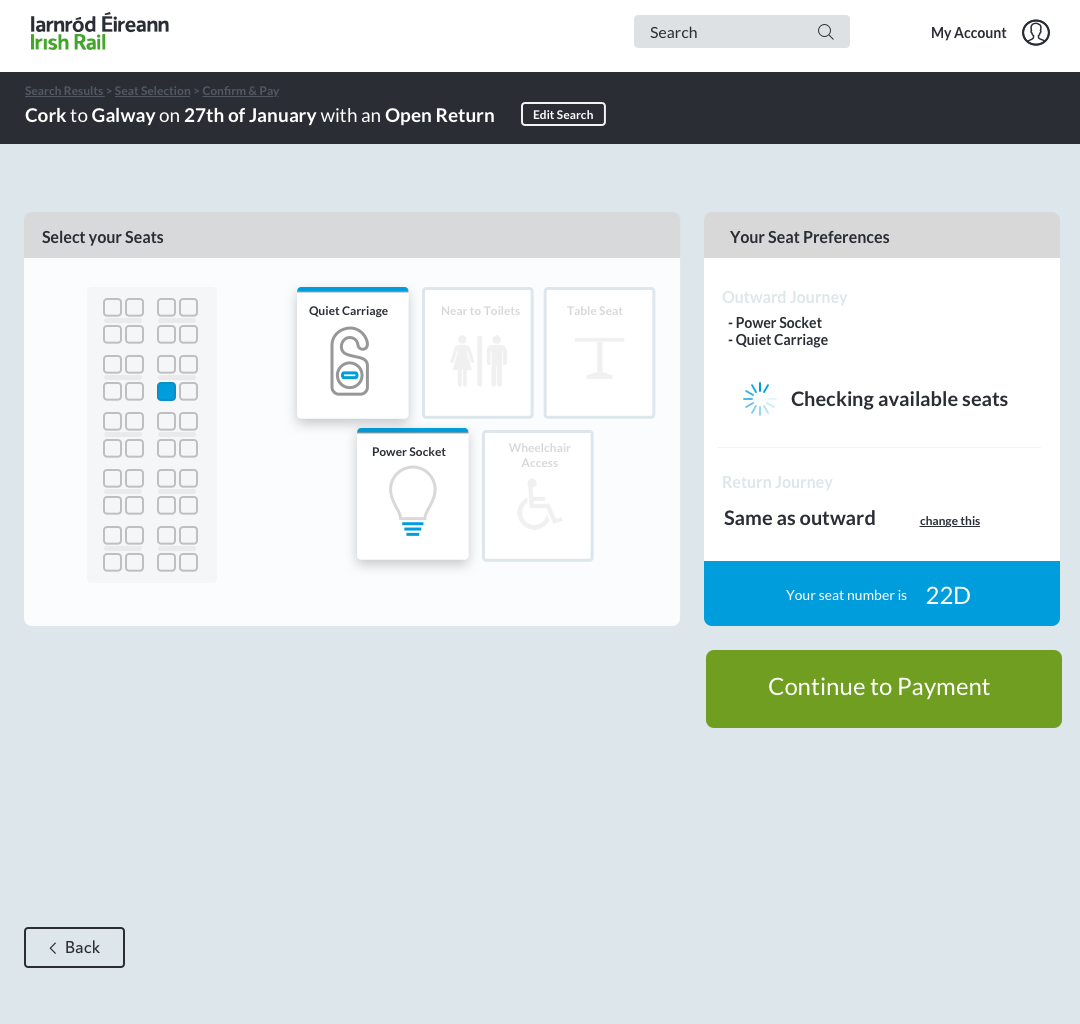 Iarnród Éireann
Irish Rail
Search
My Account
Search Results > Seat Selection > Confirm & Pay
Cork to Galway on 27th of January with an Open Return
Edit Search
Select your Seats
Quiet Carriage
Near to Toilets
Table Seat
Power Socket
Wheelchair
Access
Your Seat Preferences
Outward Journey
- Power Socket
- Quiet Carriage
Checking available seats
Return Journey
Same as outward
change this
Your seat number is 22D
Continue to Payment
< Back